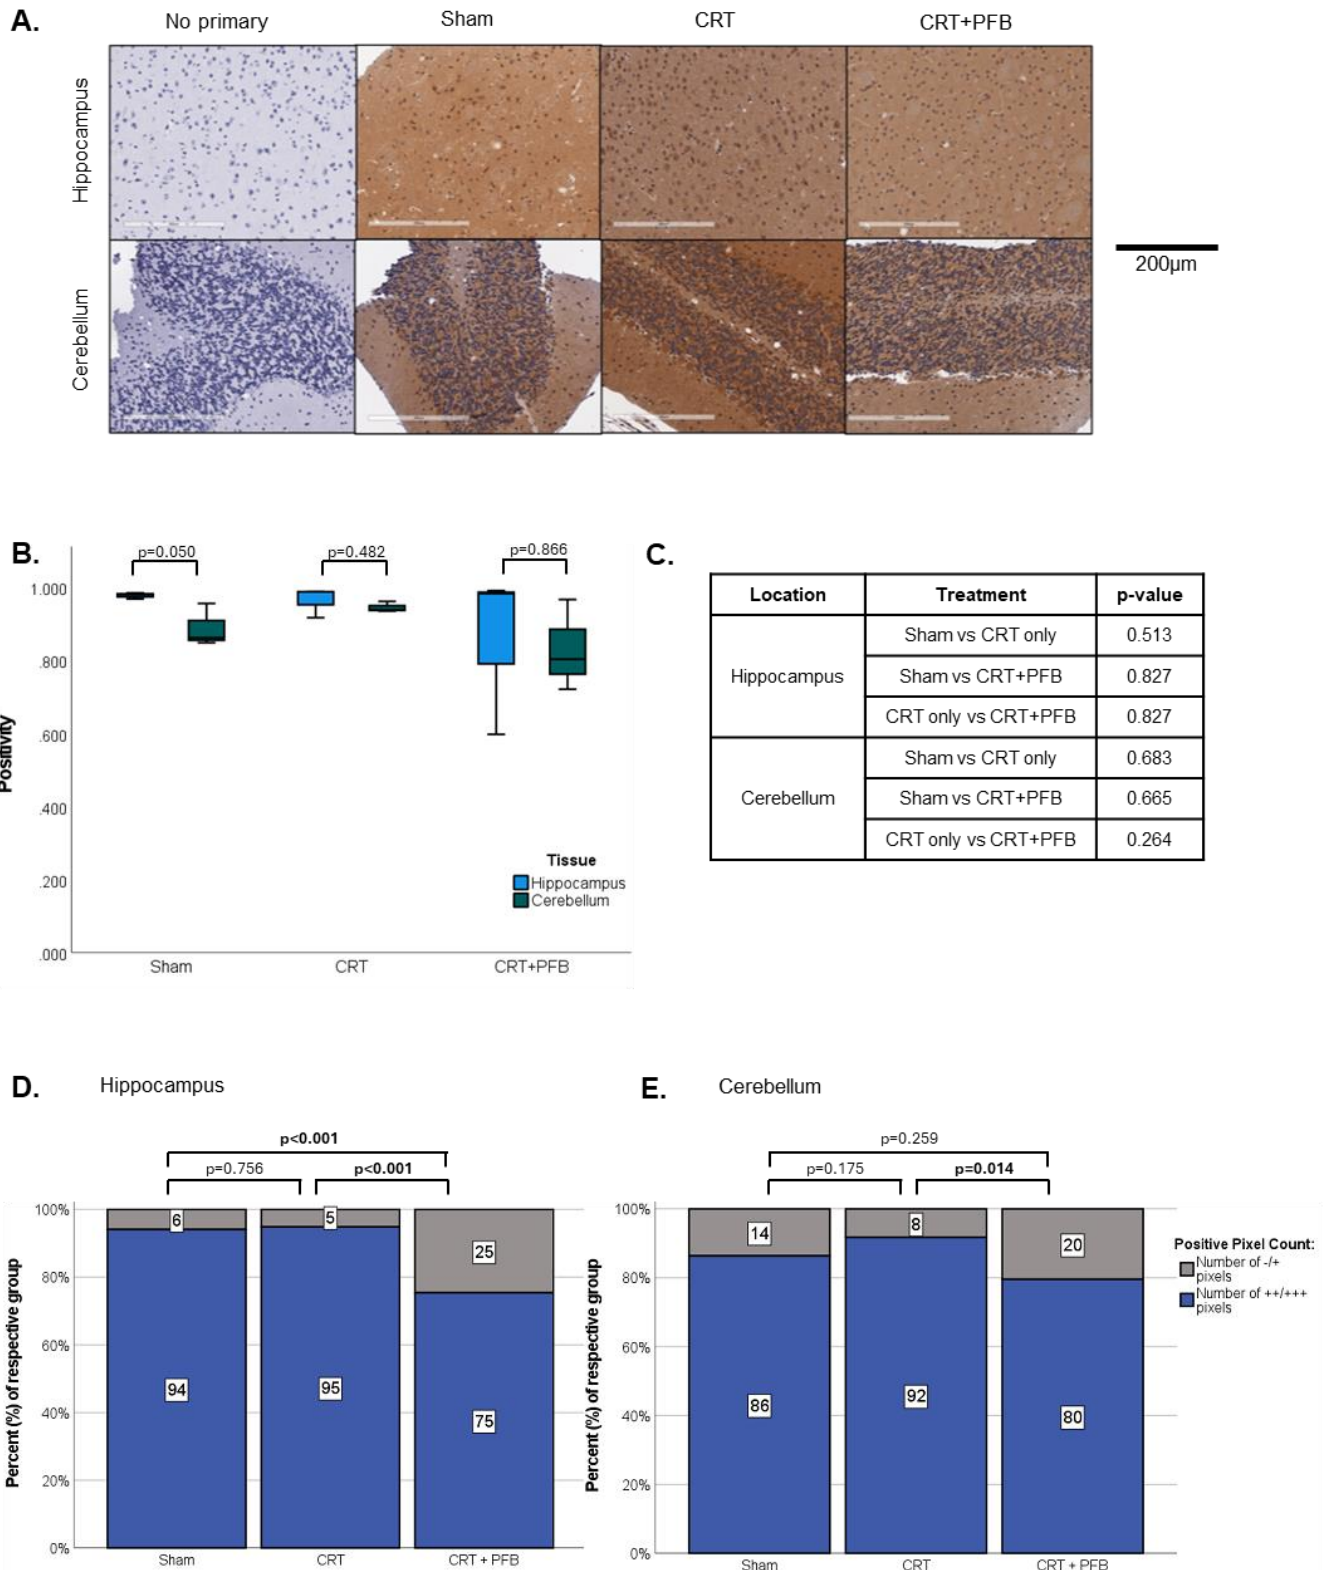 A.
No primary
Sham
CRT
CRT+PFB
Hippocampus
Cerebellum
200µm
B.
p=0.050
p=0.482
p=0.866
1.000
.800
.600
.400
.200
.000
Positivity
Tissue
Hippocampus
Cerebellum
Sham
CRT
CRT+PFB
C.
Location Treatment p-value
Hippocampus
Sham vs CRT only 0.513
Sham vs CRT+PFB 0.827
CRT only vs CRT+PFB 0.827
Cerebellum
Sham vs CRT only 0.683
Sham vs CRT+PFB 0.665
CRT only vs CRT+PFB 0.264
D.
Hippocampus
p<0.001
p=0.756
p<0.001
Percent (%) of respective group
100%
80%
60%
40%
20%
0%
6
5
25
94
95
75
Sham
CRT
CRT + PFB
E.
Cerebellum
p=0.259
p=0.175
p=0.014
Percent (%) of respective group
100%
80%
60%
40%
20%
0%
14
8
20
86
92
80
Sham
CRT
CRT + PFB
Positive Pixel Count:
Number of -/+
pixels
Number of ++/+++
pixels